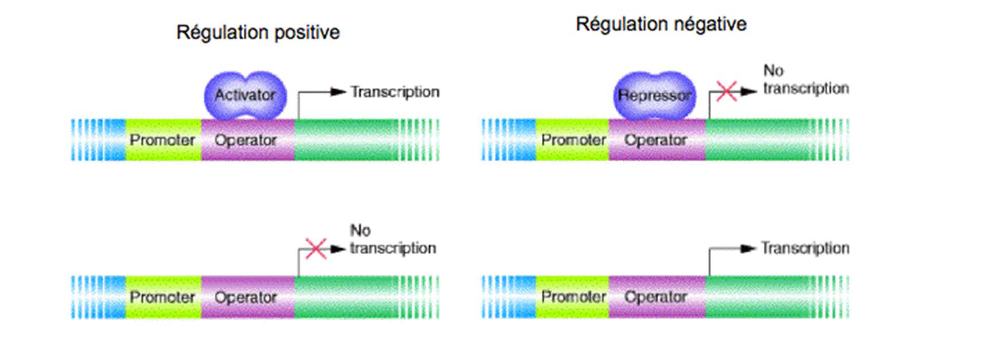 Régulation positive
Régulation négative
Activator
Transcription
Promoter
Operator
Repressor
No
transcription
Promoter
Operator
No
transcription
Promoter
Operator
Transcription
Promoter
Operator